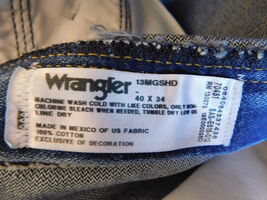 Wrangler 13MGSHD
40 X 34
MACHINE WASH COLD WITH LIKE COLORS, ONLY NON-
CHLORINE BLEACH WHEN NEEDED, TUMBLE DRY LOW OR
LINE DRY
MADE IN MEXICO OF US FABRIC
100% COTTON
EXCLUSIVE OF DECORATION